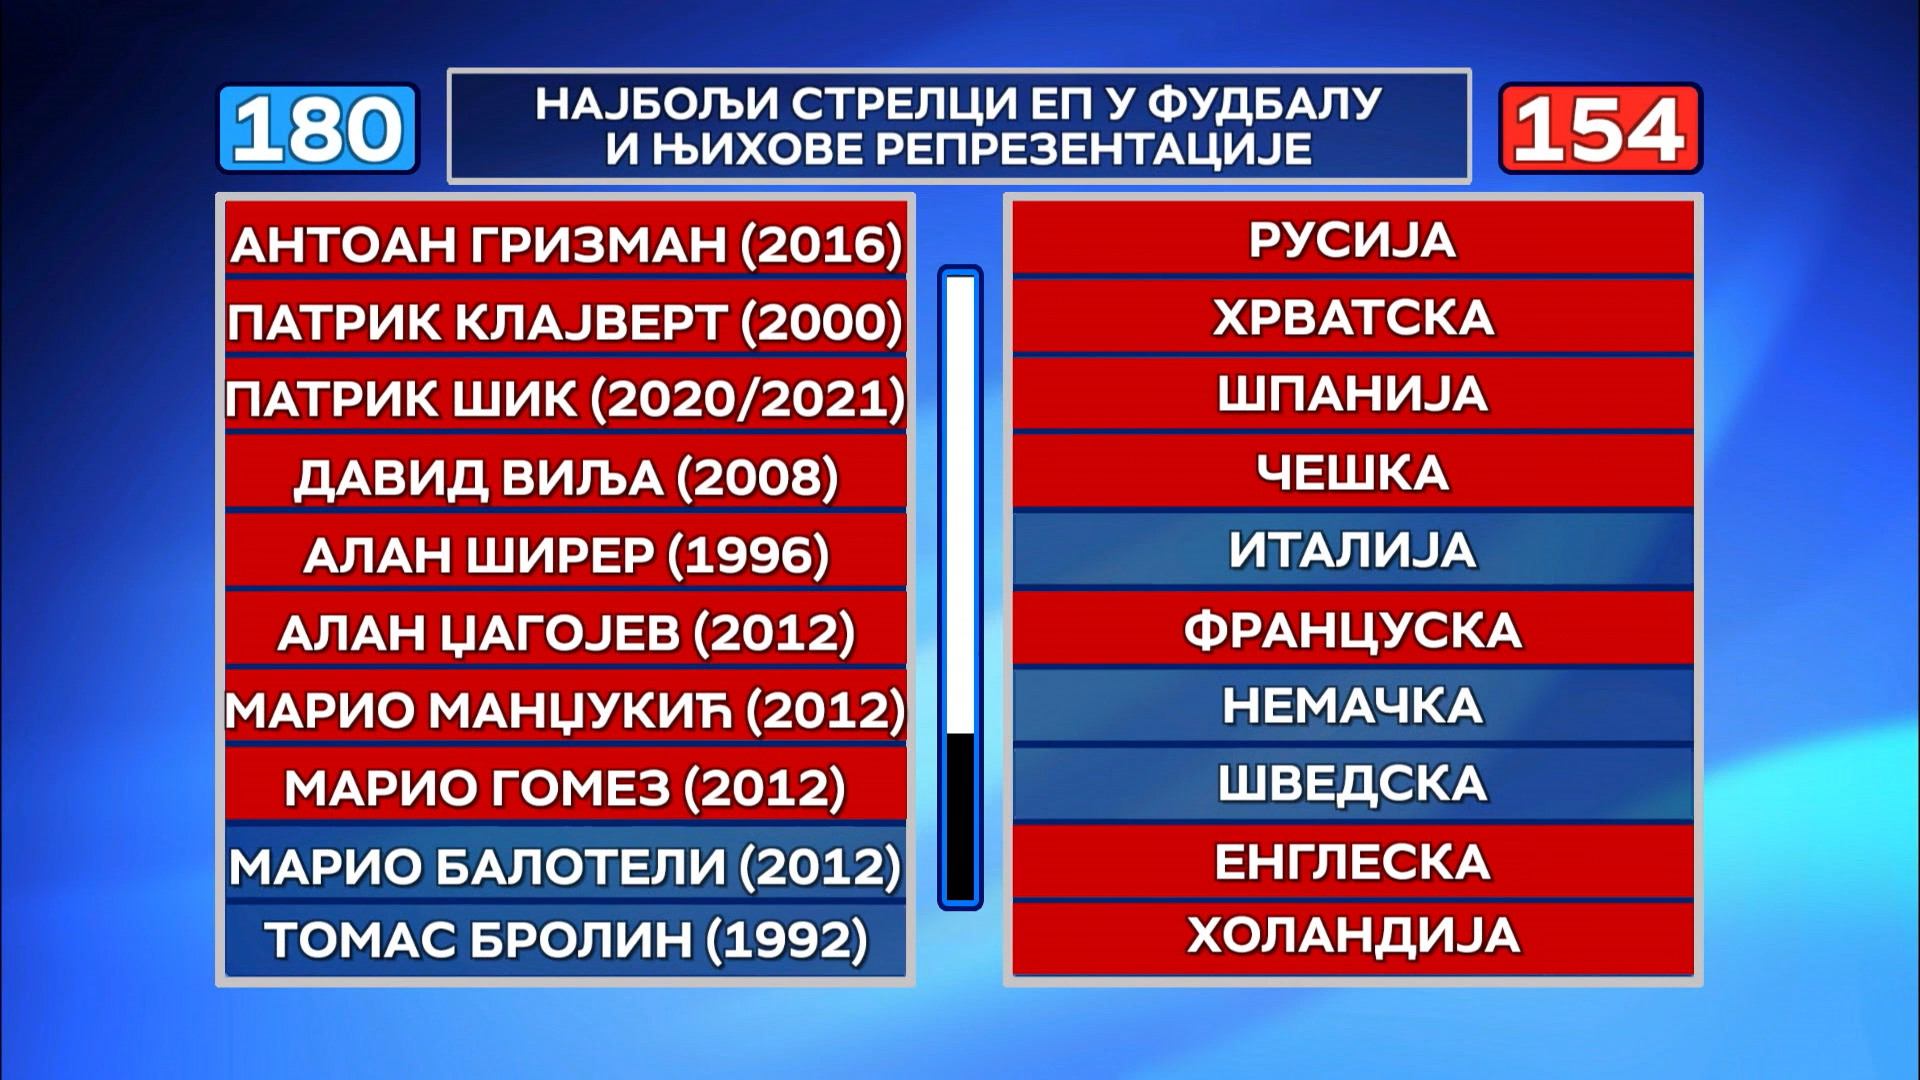 180
НАЈБОЉИ СТРЕЛЦИ ЕП У ФУДБАЛУ
И ЊИХОВЕ РЕПРЕЗЕНТАЦИЈЕ
154
АНТОАН ГРИЗМАН (2016)
ПАТРИК КЛАЈВЕРТ (2000)
ПАТРИК ШИК (2020/2021)
ДАВИД ВИЉА (2008)
АЛАН ШИРЕР (1996)
АЛАН ЏАГОЈЕВ (2012)
МАРИО МАНЏУКИЋ (2012)
МАРИО ГОМЕЗ (2012)
МАРИО БАЛОТЕЛИ (2012)
ТОМАС БРОЛИН (1992)
РУСИЈА
ХРВАТСКА
ШПАНИЈА
ЧЕШКА
ИТАЛИЈА
ФРАНЦУСКА
НЕМАЧКА
ШВЕДСКА
ЕНГЛЕСКА
ХОЛАНДИЈА